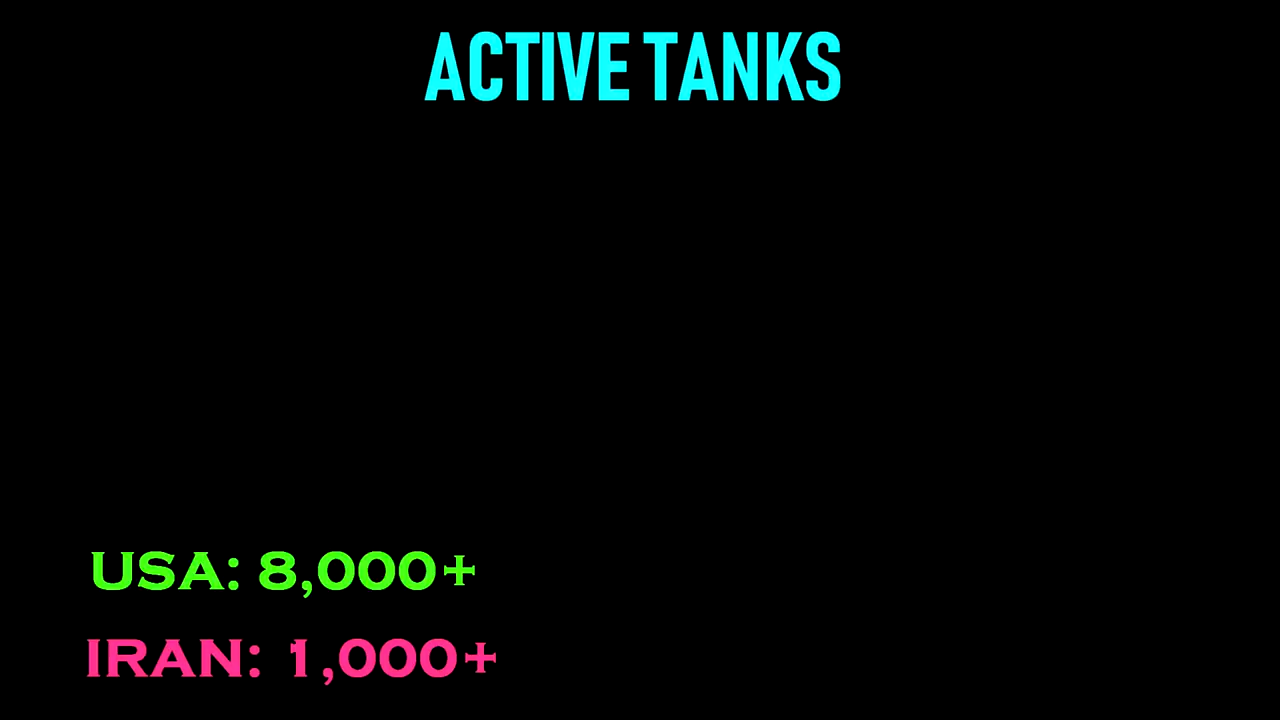 ACTIVE TANKS
USA: 8,000+
IRAN: 1,000+